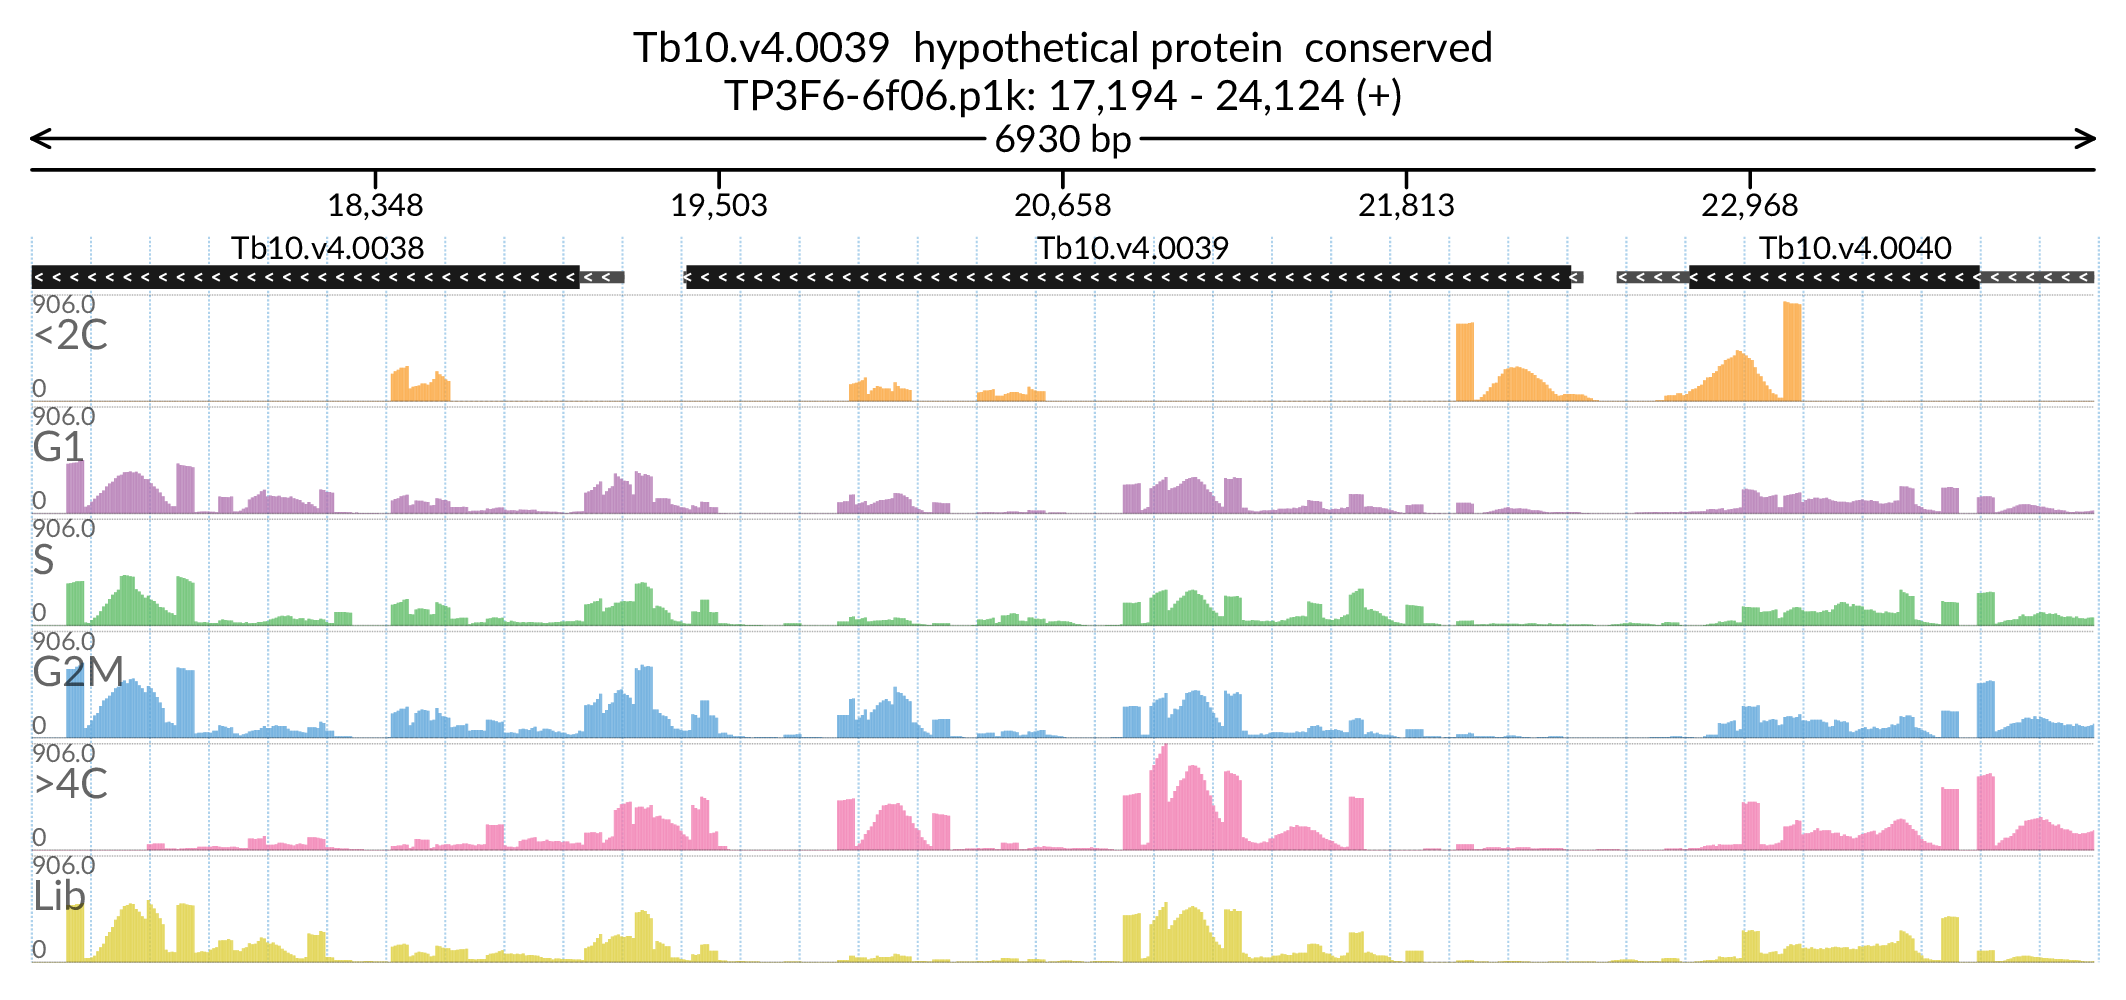 Tb10.v4.0039 hypothetical protein conserved
TP3F6-6f06.p1k: 17,194 - 24,124 (+)
6930 bp
18,348 19,503 20,658 21,813 22,968
Tb10.v4.0038 Tb10.v4.0039 Tb10.v4.0040
906.0
<2C
0
906.0
G1
0
906.0
S
0
906.0
G2M
0
906.0
>4C
0
906.0
Lib
0